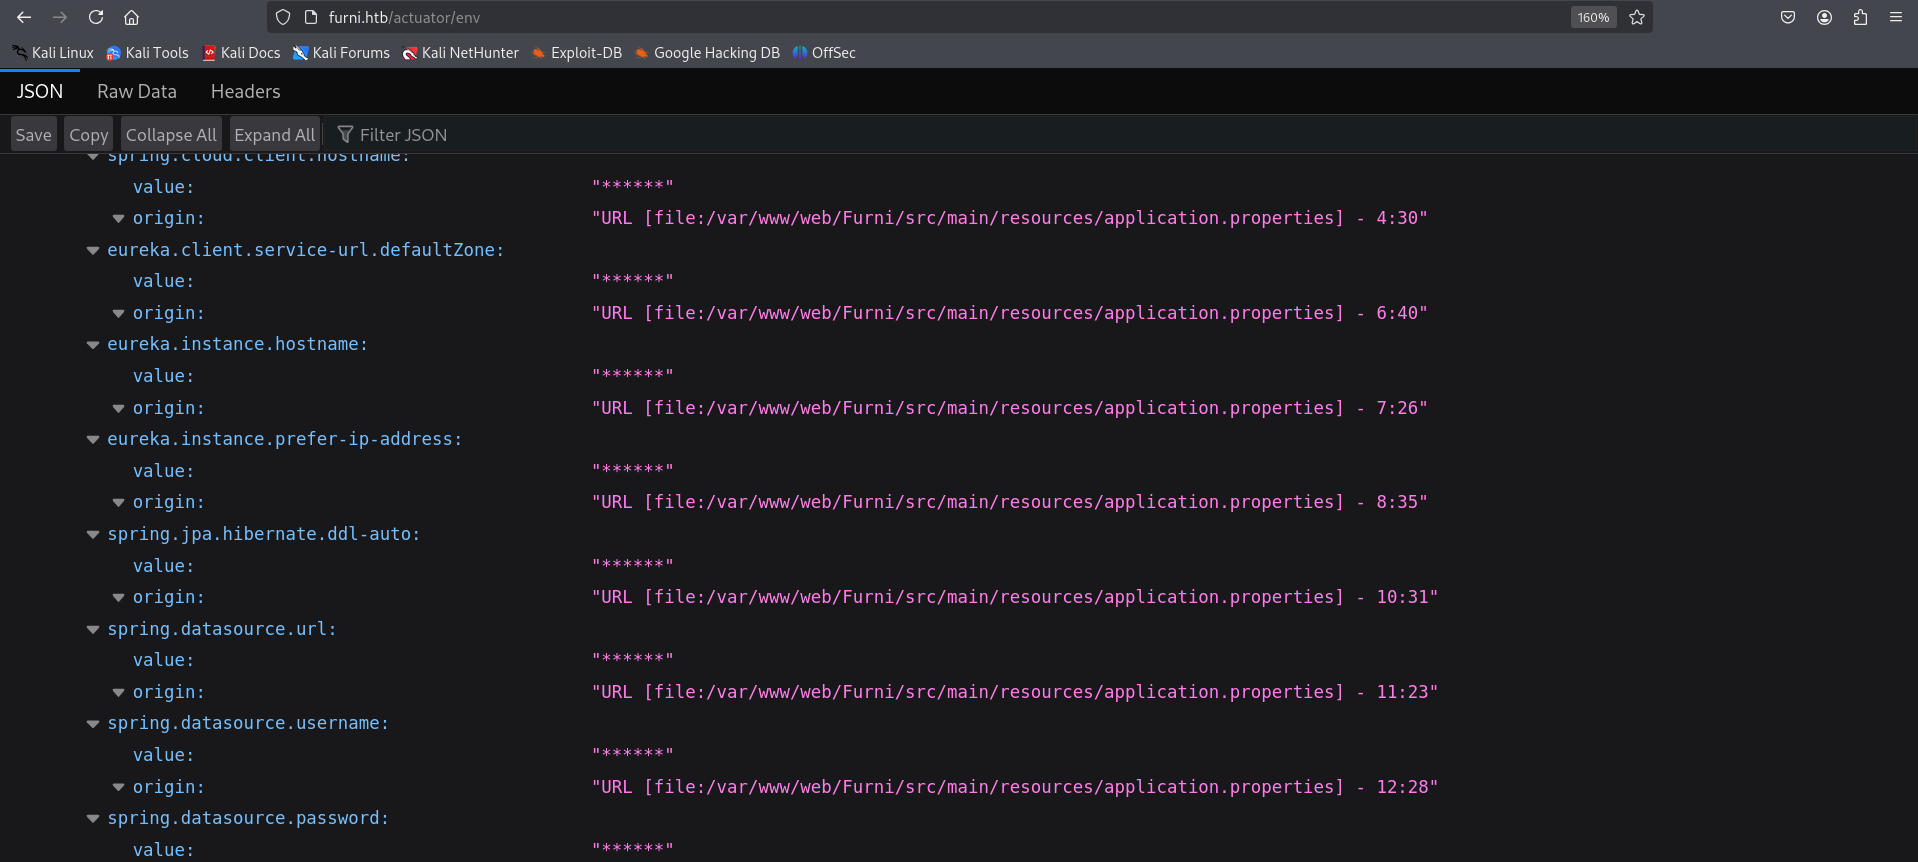 furni.htb/actuator/env 160%
Kali Linux Kali Tools Kali Docs Kali Forums Kali NetHunter Exploit-DB Google Hacking DB OffSec
JSON Raw Data Headers
Save Copy Collapse All Expand All Filter JSON
spring.cloud.client.hostname:
value: "******"
origin: "URL [file:/var/www/web/Furni/src/main/resources/application.properties] - 4:30"
eureka.client.service-url.defaultZone:
value: "******"
origin: "URL [file:/var/www/web/Furni/src/main/resources/application.properties] - 6:40"
eureka.instance.hostname:
value: "******"
origin: "URL [file:/var/www/web/Furni/src/main/resources/application.properties] - 7:26"
eureka.instance.prefer-ip-address:
value: "******"
origin: "URL [file:/var/www/web/Furni/src/main/resources/application.properties] - 8:35"
spring.jpa.hibernate.ddl-auto:
value: "******"
origin: "URL [file:/var/www/web/Furni/src/main/resources/application.properties] - 10:31"
spring.datasource.url:
value: "******"
origin: "URL [file:/var/www/web/Furni/src/main/resources/application.properties] - 11:23"
spring.datasource.username:
value: "******"
origin: "URL [file:/var/www/web/Furni/src/main/resources/application.properties] - 12:28"
spring.datasource.password:
value: "******"